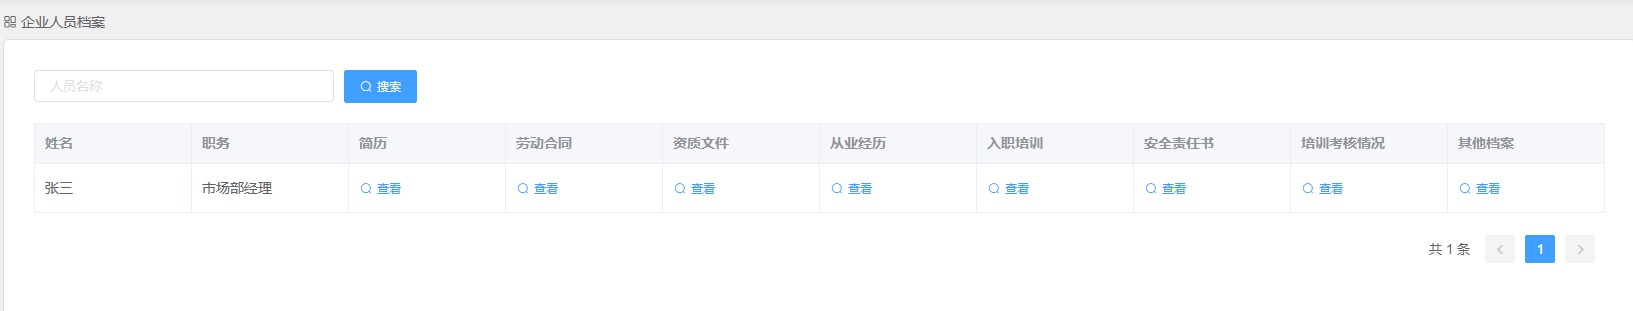 企业人员档案
人员名称 搜索
姓名 职务 简历 劳动合同 资质文件 从业经历 入职培训 安全责任书 培训考核情况 其他档案
张三 市场部经理 查看 查看 查看 查看 查看 查看 查看 查看
共 1 条 1